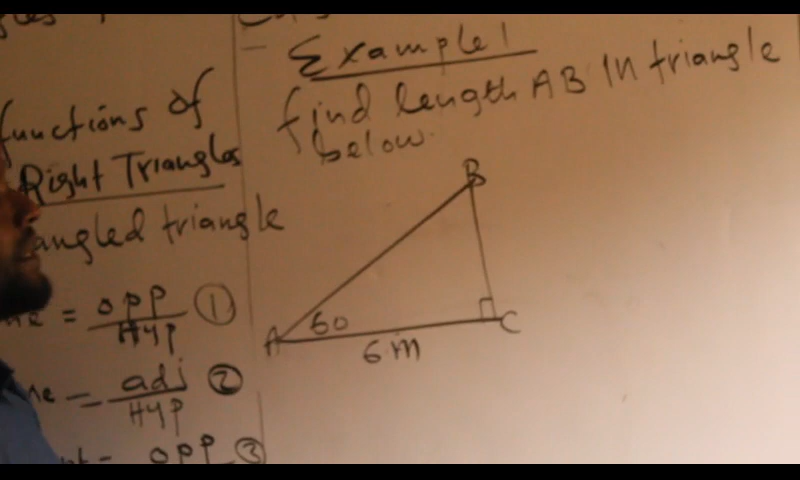 functions of
Right Triangles
angled triangle
= opp ①
Hyp
= adj ②
Hyp
= opp ③
Example 1
find length AB in triangle
below.
B
A
60
C
6m